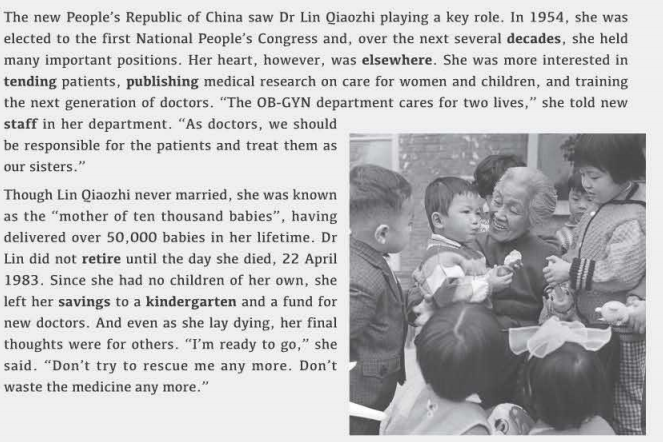 The new People's Republic of China saw Dr Lin Qiaozhi playing a key role. In 1954, she was
elected to the first National People's Congress and, over the next several decades, she held
many important positions. Her heart, however, was elsewhere. She was more interested in
tending patients, publishing medical research on care for women and children, and training
the next generation of doctors. “The OB-GYN department cares for two lives,” she told new
staff in her department. “As doctors, we should
be responsible for the patients and treat them as
our sisters.”
Though Lin Qiaozhi never married, she was known
as the “mother of ten thousand babies”, having
delivered over 50,000 babies in her lifetime. Dr
Lin did not retire until the day she died, 22 April
1983. Since she had no children of her own, she
left her savings to a kindergarten and a fund for
new doctors. And even as she lay dying, her final
thoughts were for others. “I'm ready to go,” she
said. “Don't try to rescue me any more. Don't
waste the medicine any more.”